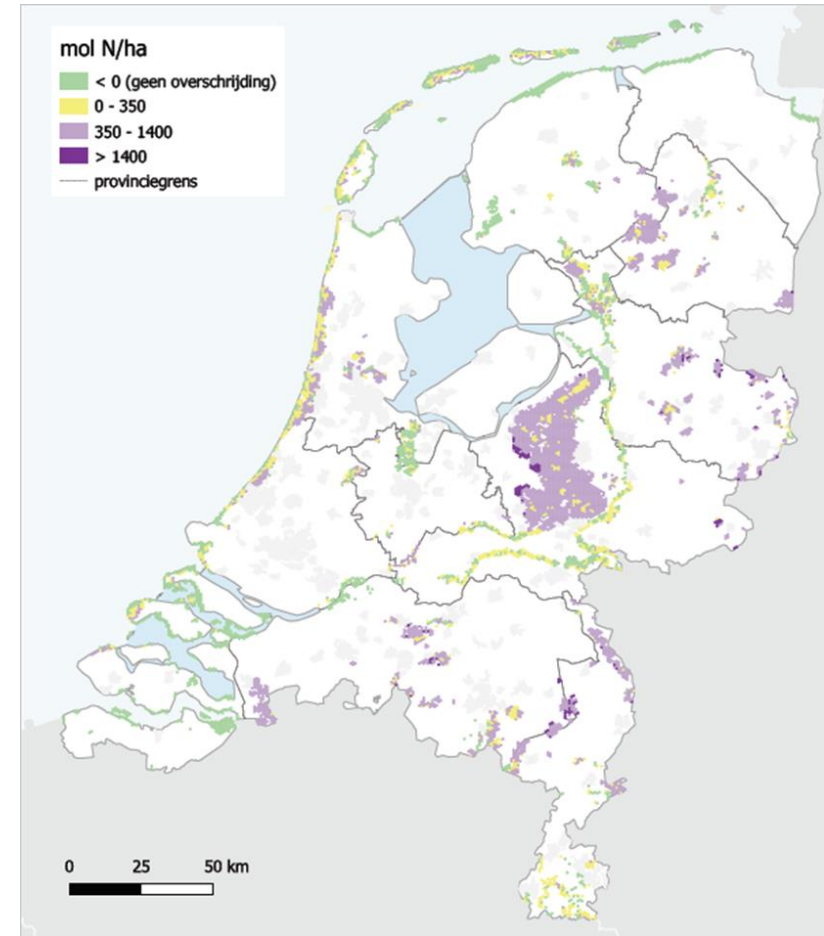 mol N/ha
< 0 (geen overschrijding)
0 - 350
350 - 1400
> 1400
provinciegrens
0 25 50 km